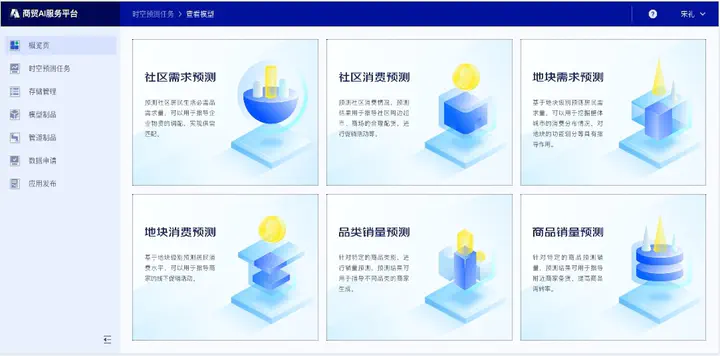 商贸AI服务平台
时空预测任务 > 查看模型
?
宋礼
概览页
时空预测任务
存储管理
模型制品
管道制品
数据申请
应用发布
社区需求预测
预测社区居民生活必需品
需求量，可以用于指导企
业物资的调配，实现供需
匹配。
社区消费预测
预测社区消费情况，预测
结果用于指导社区周边超
市、商场的合理配货、进
行促销活动等。
地块需求预测
基于地块级别预测居民需
求量，可以用于挖掘整体
城市的消费分布情况，对
地块的功能划分等具有指
导作用。
地块消费预测
基于地块级别预测居民消
费水平，可以用于指导商
家的线下促销活动。
品类销量预测
针对特定的商品类别，进
行销量预测，预测结果可
用于指导不同品类的商家
生产。
商品销量预测
针对特定的商品预测销
量，预测结果可用于指导
附近商家备货，提高商品
周转率。